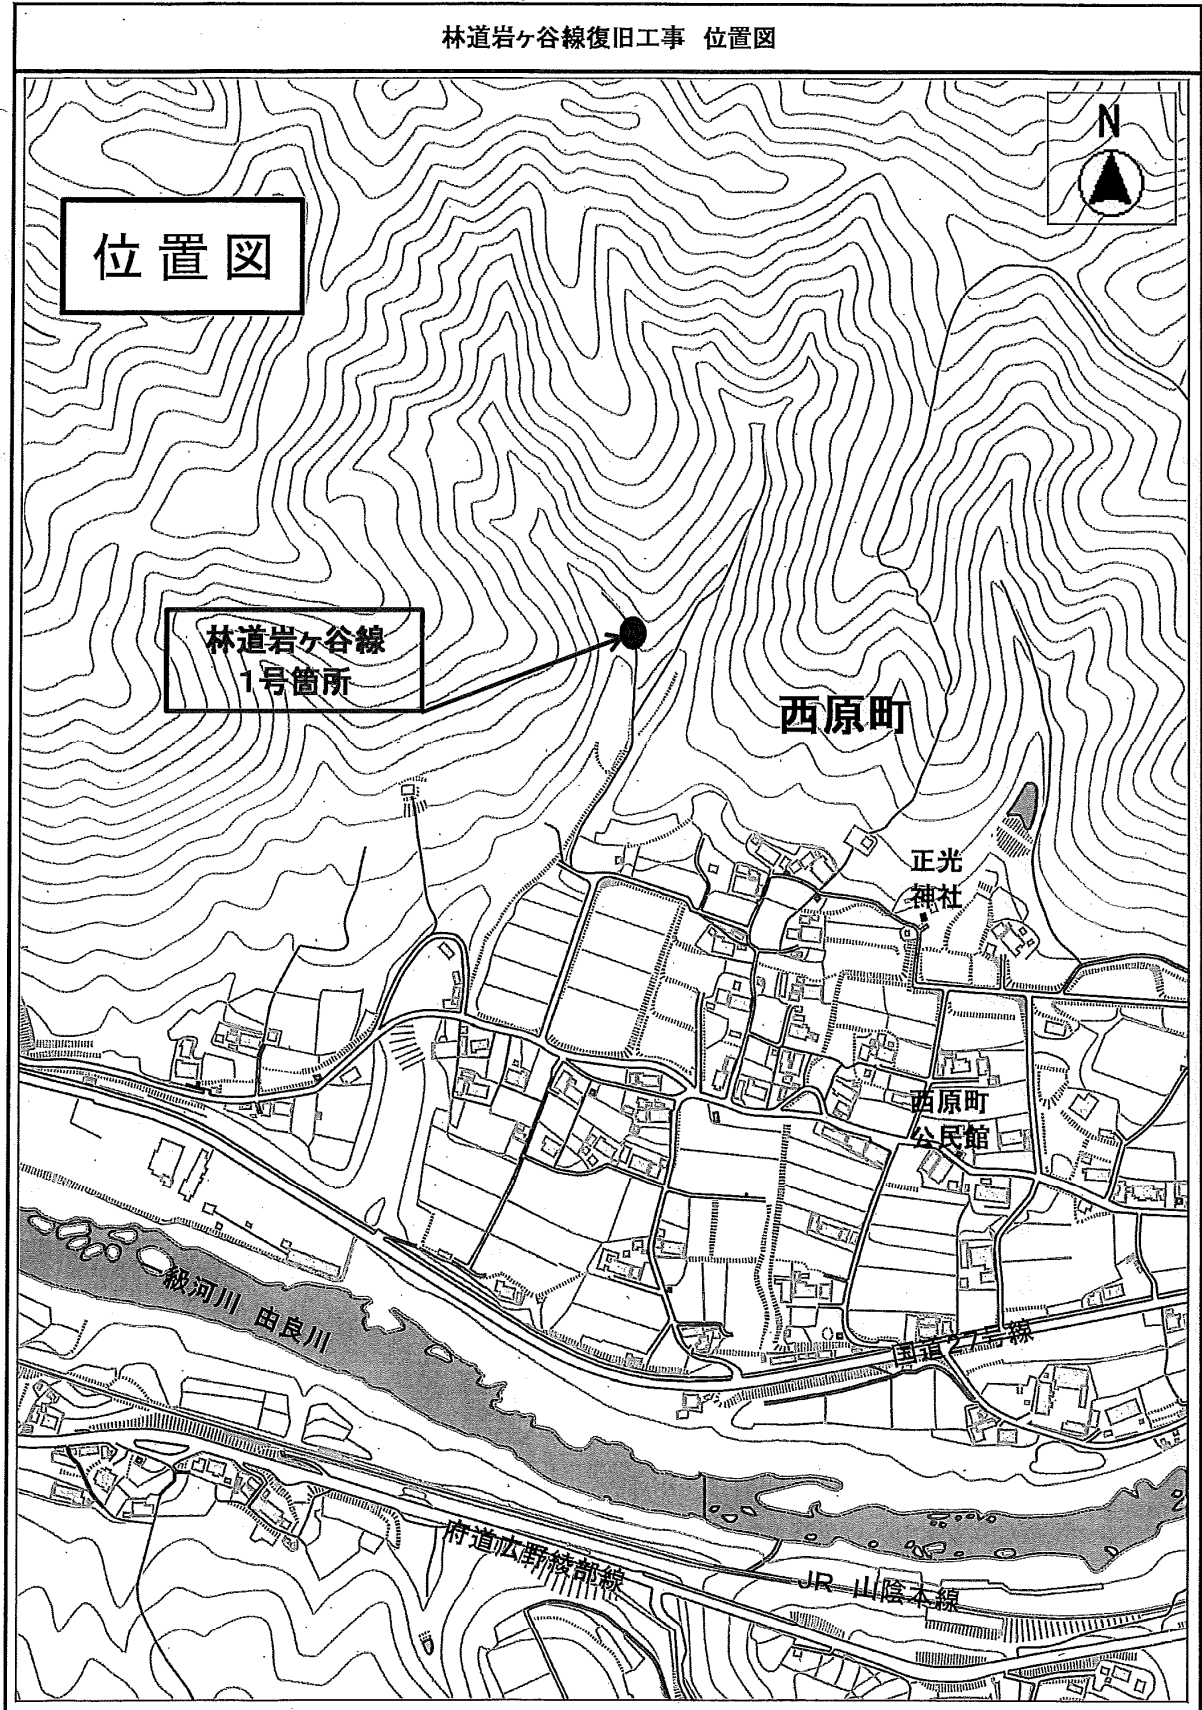 林道岩ヶ谷線復旧工事 位置図
N
位置図
林道岩ヶ谷線
1号箇所
西原町
正光
神社
西原町
公民館
級河川 由良川
国道27号線
府道広野綾部線
JR 山陰本線